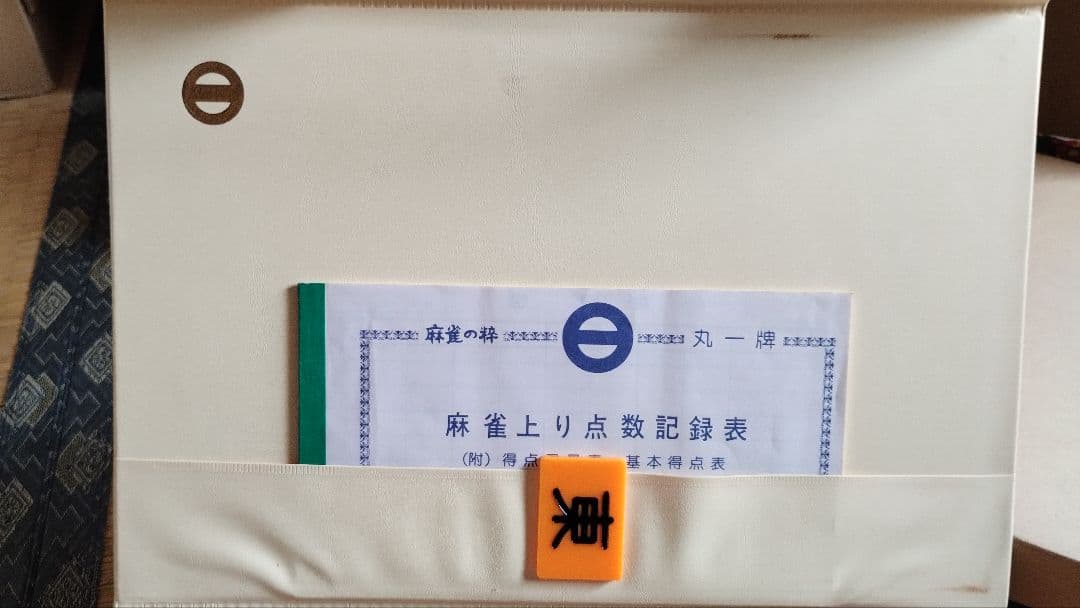 麻雀の粋 丸一牌
麻雀上り点数記録表
(附) 得点 基本得点表
東